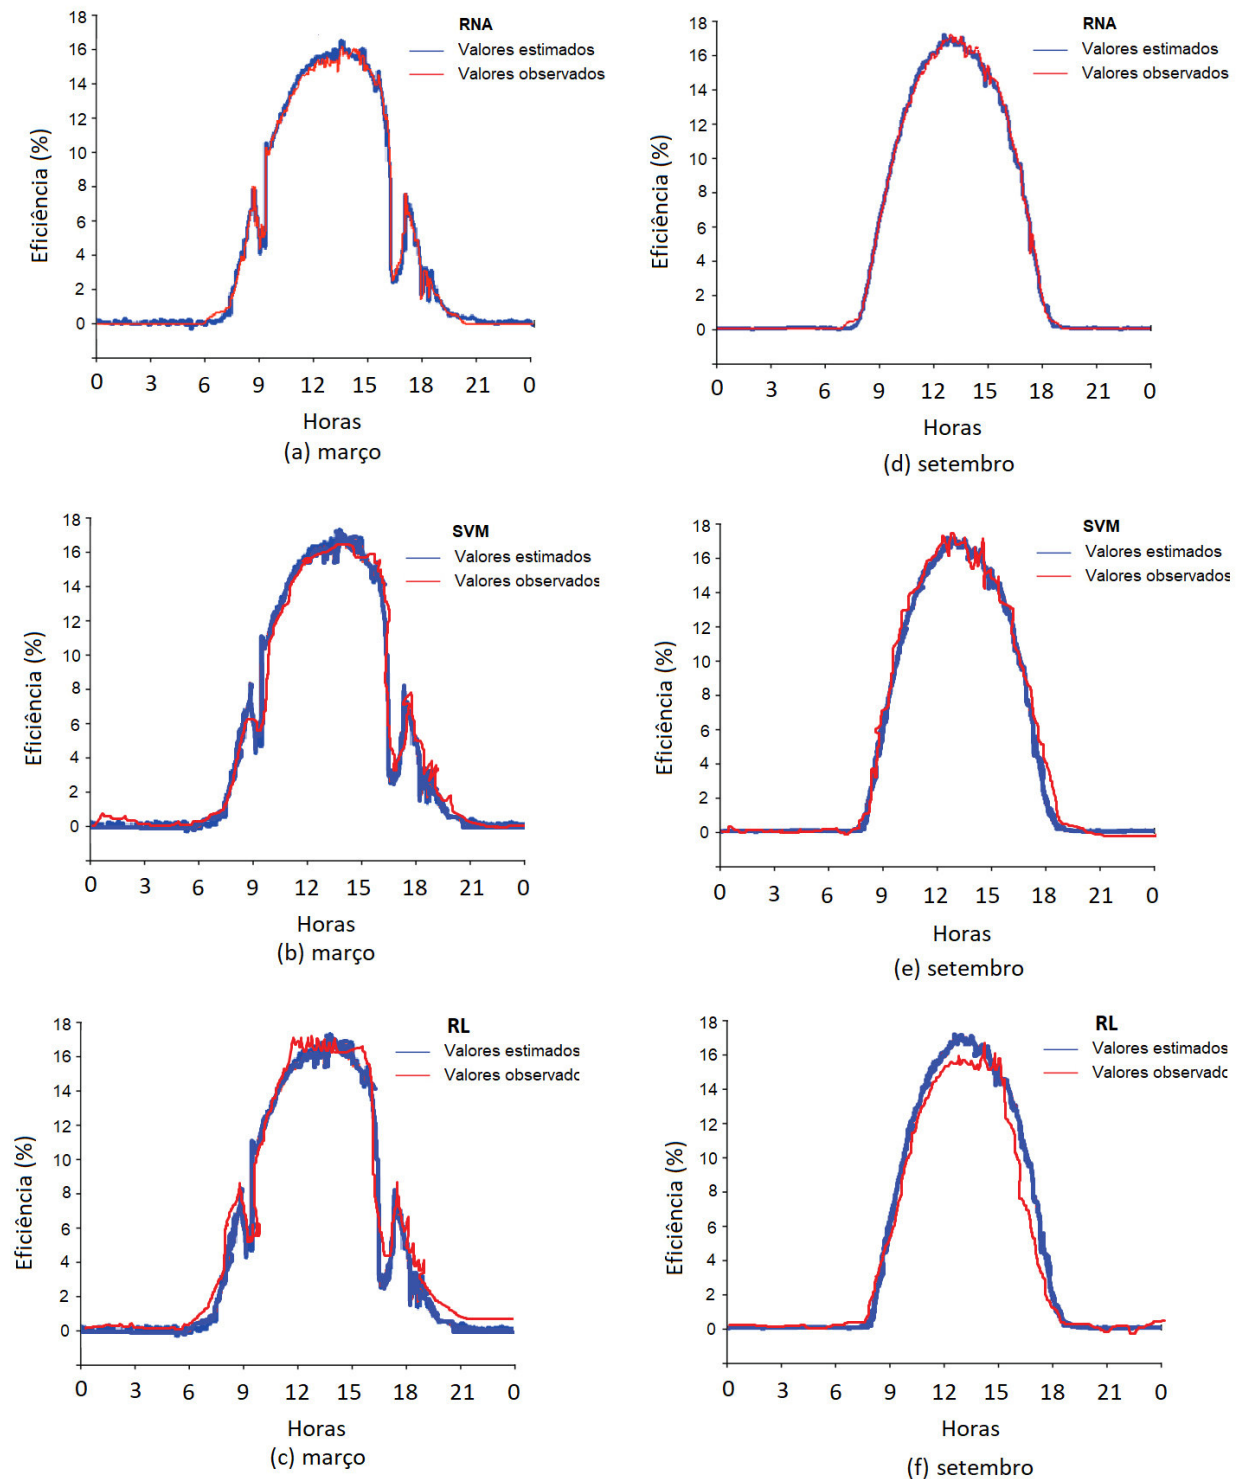 RNA
Valores estimados
Valores observados
Eficiência (%)
18
16
14
12
10
8
6
4
2
0
0 3 6 9 12 15 18 21 0
Horas
(a) março
RNA
Valores estimados
Valores observados
Eficiência (%)
18
16
14
12
10
8
6
4
2
0
0 3 6 9 12 15 18 21 0
Horas
(d) setembro
SVM
Valores estimados
Valores observados
Eficiência (%)
18
16
14
12
10
8
6
4
2
0
0 3 6 9 12 15 18 21 0
Horas
(b) março
SVM
Valores estimados
Valores observados
Eficiência (%)
18
16
14
12
10
8
6
4
2
0
0 3 6 9 12 15 18 21 0
Horas
(e) setembro
RL
Valores estimados
Valores observadc
Eficiência (%)
18
16
14
12
10
8
6
4
2
0
0 3 6 9 12 15 18 21 0
Horas
(c) março
RL
Valores estimados
Valores observadc
Eficiência (%)
18
16
14
12
10
8
6
4
2
0
0 3 6 9 12 15 18 21 0
Horas
(f) setembro